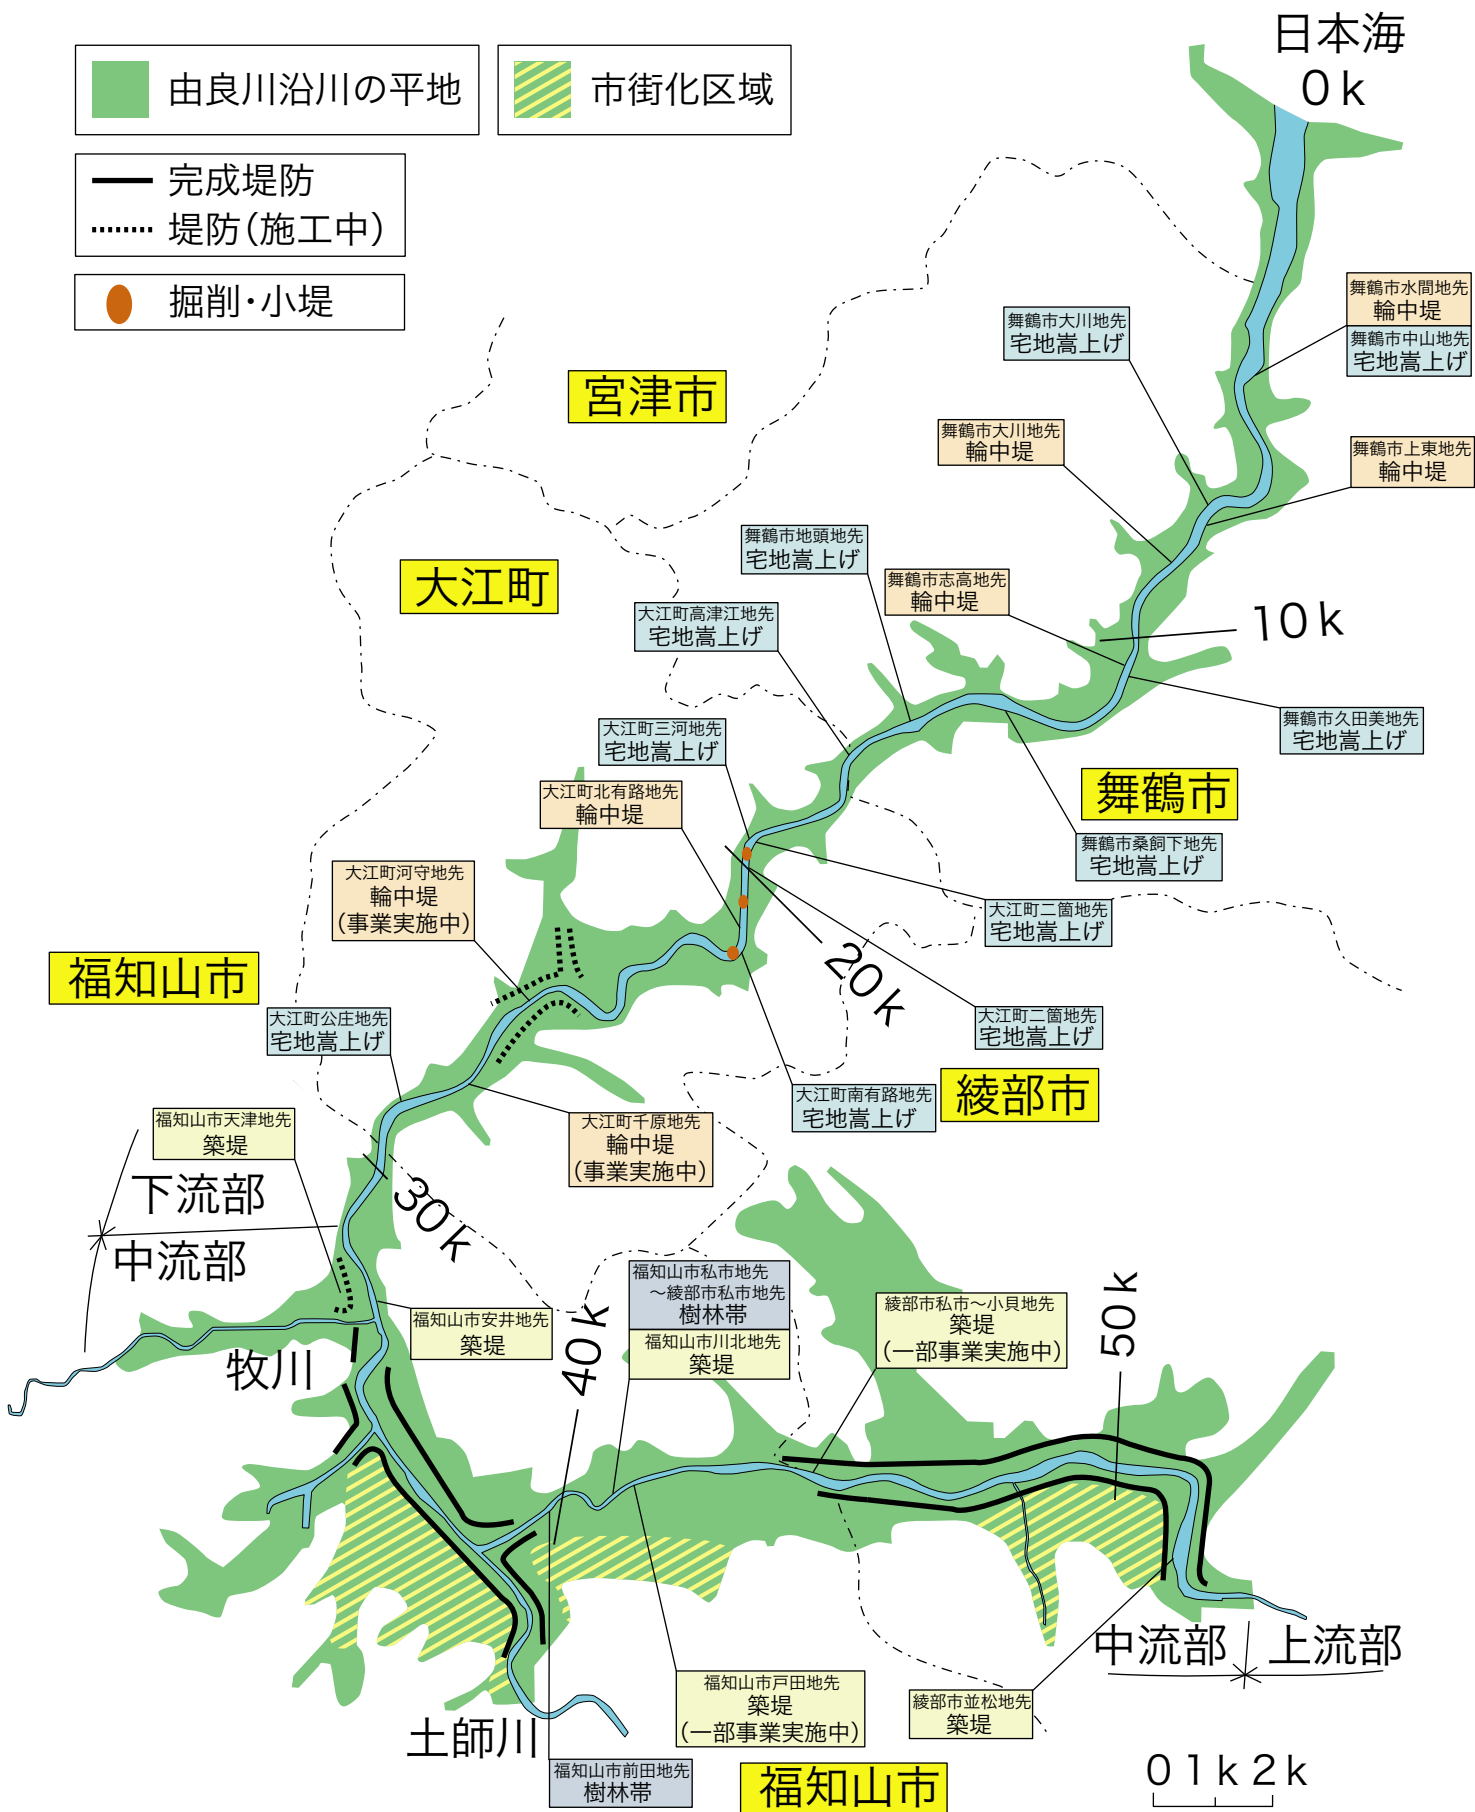 日本海
0k
由良川沿川の平地
市街化区域
完成堤防
堤防(施工中)
掘削・小堤
舞鶴市水間地先
輪中堤
舞鶴市中山地先
宅地嵩上げ
舞鶴市大川地先
宅地嵩上げ
宮津市
舞鶴市大川地先
輪中堤
舞鶴市上東地先
輪中堤
舞鶴市地頭地先
宅地嵩上げ
大江町
舞鶴市志高地先
輪中堤
大江町高津江地先
宅地嵩上げ
10k
舞鶴市久田美地先
宅地嵩上げ
大江町三河地先
宅地嵩上げ
舞鶴市
大江町北有路地先
輪中堤
舞鶴市桑飼下地先
宅地嵩上げ
大江町河守地先
輪中堤
(事業実施中)
大江町二箇地先
宅地嵩上げ
20k
福知山市
大江町公庄地先
宅地嵩上げ
大江町二箇地先
宅地嵩上げ
綾部市
大江町南有路地先
宅地嵩上げ
福知山市天津地先
築堤
大江町千原地先
輪中堤
(事業実施中)
下流部
30k
中流部
福知山市私市地先
~綾部市私市地先
樹林帯
福知山市川北地先
築堤
綾部市私市~小貝地先
築堤
(一部事業実施中)
50k
福知山市安井地先
築堤
40k
牧川
中流部
上流部
福知山市戸田地先
築堤
(一部事業実施中)
綾部市並松地先
築堤
土師川
福知山市前田地先
樹林帯
福知山市
0 1k 2k